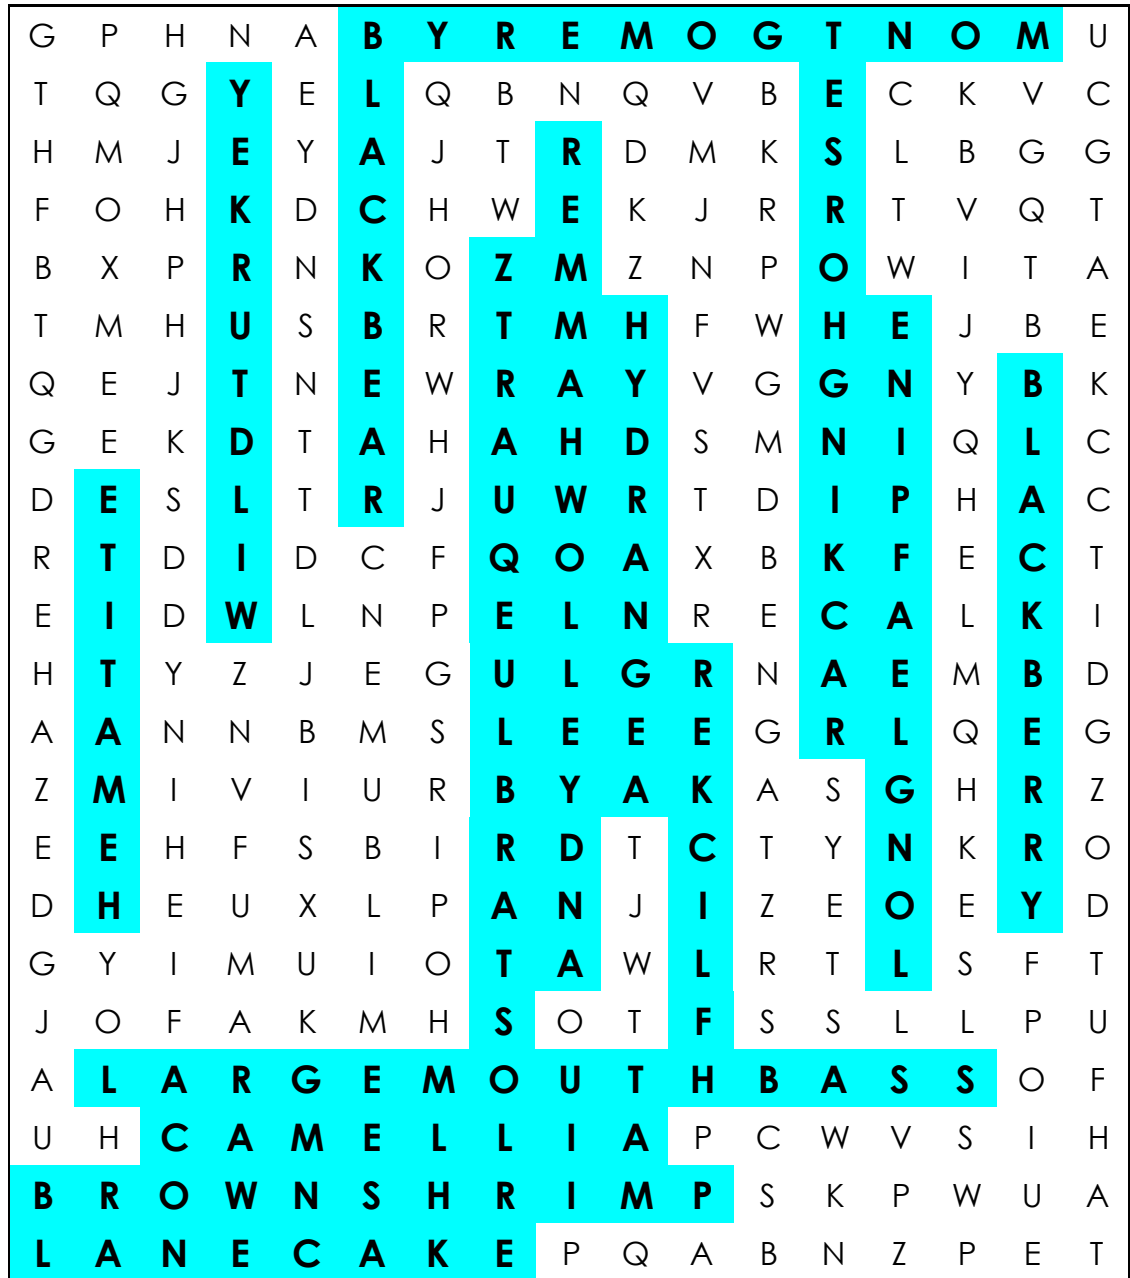 G P H N A B Y R E M O G T N O M U
T Q G Y E L Q B N Q V B E C K V C
H M J E Y A J T R D M K S L B G G
F O H K D C H W E K J R R T V Q T
B X P R N K O Z M Z N P O W I T A
T M H U S B R T M H F W H E J B E
Q E J T N E W R A Y V G G N Y B K
G E K D T A H A H D S M N I Q L C
D E S L T R J U W R T D I P H A C
R T D I D C F Q O A X B K F E C T
E I D W L N P E L N R E C A L K I
H T Y Z J E G U L G R N A E M B D
A A N N B M S L E E E G R L Q E G
Z M I V I U R B Y A K A S G H R Z
E E H F S B I R D T C T Y N K R O
D H E U X L P A N J I Z E O E Y D
G Y I M U I O T A W L R T L S F T
J O F A K M H S O T F S S L L P U
A L A R G E M O U T H B A S S O F
U H C A M E L L I A P C W V S I H
B R O W N S H R I M P S K P W U A
L A N E C A K E P Q A B N Z P E T